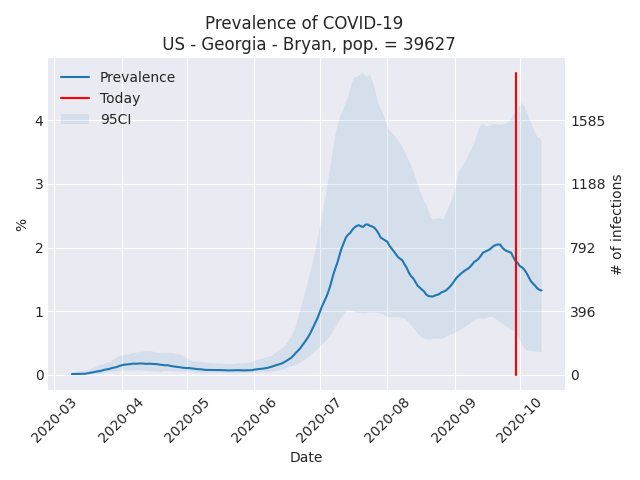 Prevalence of COVID-19
US - Georgia - Bryan, pop. = 39627
Prevalence
Today
95CI
%
4
3
2
1
0
1585
1188
792
396
0
# of infections
2020-03
2020-04
2020-05
2020-06
2020-07
2020-08
2020-09
2020-10
Date